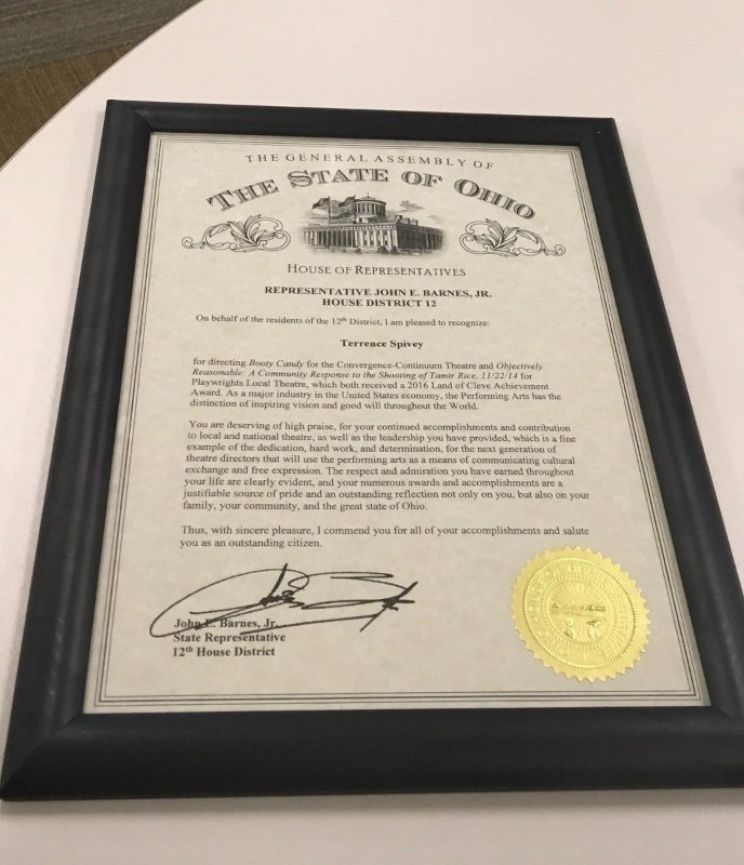 THE GENERAL ASSEMBLY OF
THE STATE OF OHIO
HOUSE OF REPRESENTATIVES
REPRESENTATIVE JOHN E. BARNES, JR.
HOUSE DISTRICT 12
On behalf of the residents of the 12th District, I am pleased to recognize:
Terrence Spivey
for directing Booty Candy for the Convergence-Continuum Theatre and Objectively
Reasonable: A Community Response to the Shooting of Tamir Rice, 11/22/14 for
Playwrights Local Theatre, which both received a 2016 Land of Cleve Achievement
Award. As a major industry in the United States economy, the Performing Arts has the
distinction of inspiring vision and good will throughout the World.
You are deserving of high praise, for your continued accomplishments and contribution
to local and national theatre, as well as the leadership you have provided, which is a fine
example of the dedication, hard work, and determination, for the next generation of
theatre directors that will use the performing arts as a means of communicating cultural
exchange and free expression. The respect and admiration you have earned throughout
your life are clearly evident, and your numerous awards and accomplishments are a
justifiable source of pride and an outstanding reflection not only on you, but also on your
family, your community, and the great state of Ohio.
Thus, with sincere pleasure, I commend you for all of your accomplishments and salute
you as an outstanding citizen.
John E. Barnes, Jr.
State Representative
12th House District